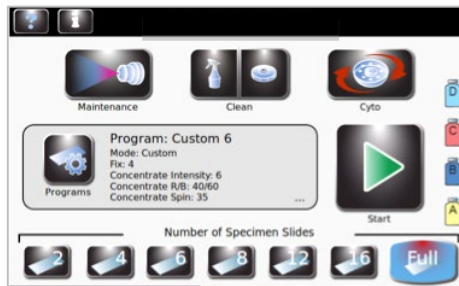 ? i
Maintenance
Clean
Cyto
D
C
B
A
Programs
Program: Custom 6
Mode: Custom
Fix: 4
Concentrate Intensity: 6
Concentrate R/B: 40/60
Concentrate Spin: 35
...
Start
Number of Specimen Slides
2 4 6 8 12 16 Full